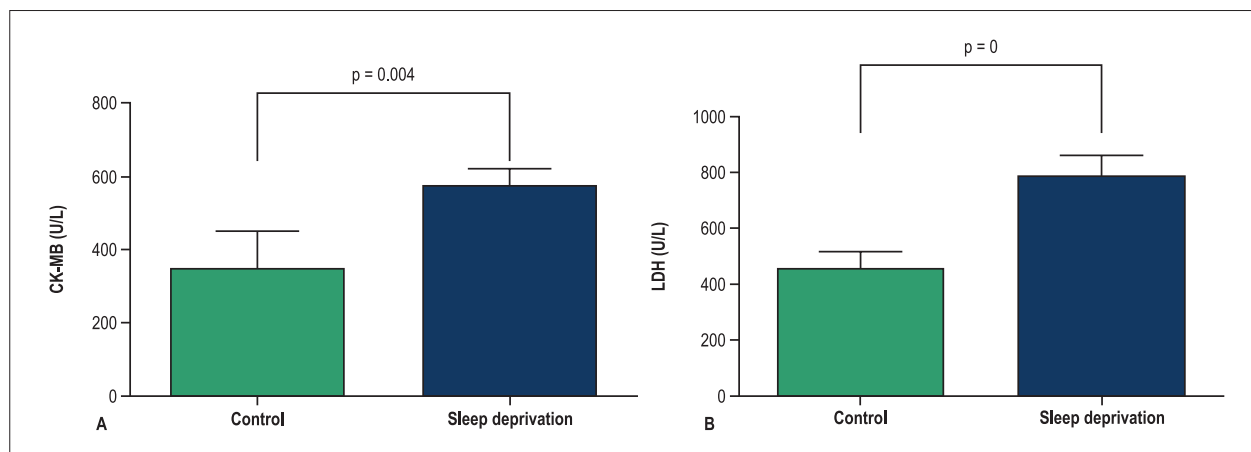 p = 0.004
800
600
400
200
0
CK-MB (U/L)
Control
Sleep deprivation
A
p = 0
1000
800
600
400
200
0
LDH (U/L)
Control
Sleep deprivation
B